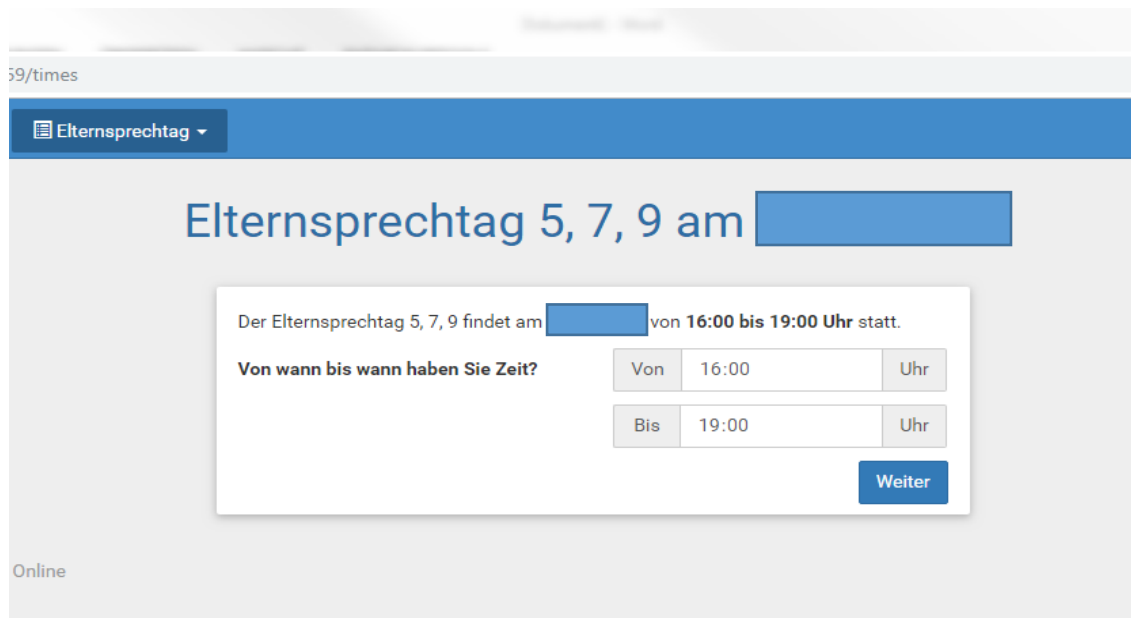 59/times
Elternsprechtag
Elternsprechtag 5, 7, 9 am
Der Elternsprechtag 5, 7, 9 findet am von 16:00 bis 19:00 Uhr statt.
Von wann bis wann haben Sie Zeit? Von 16:00 Uhr
Bis 19:00 Uhr
Weiter
Online